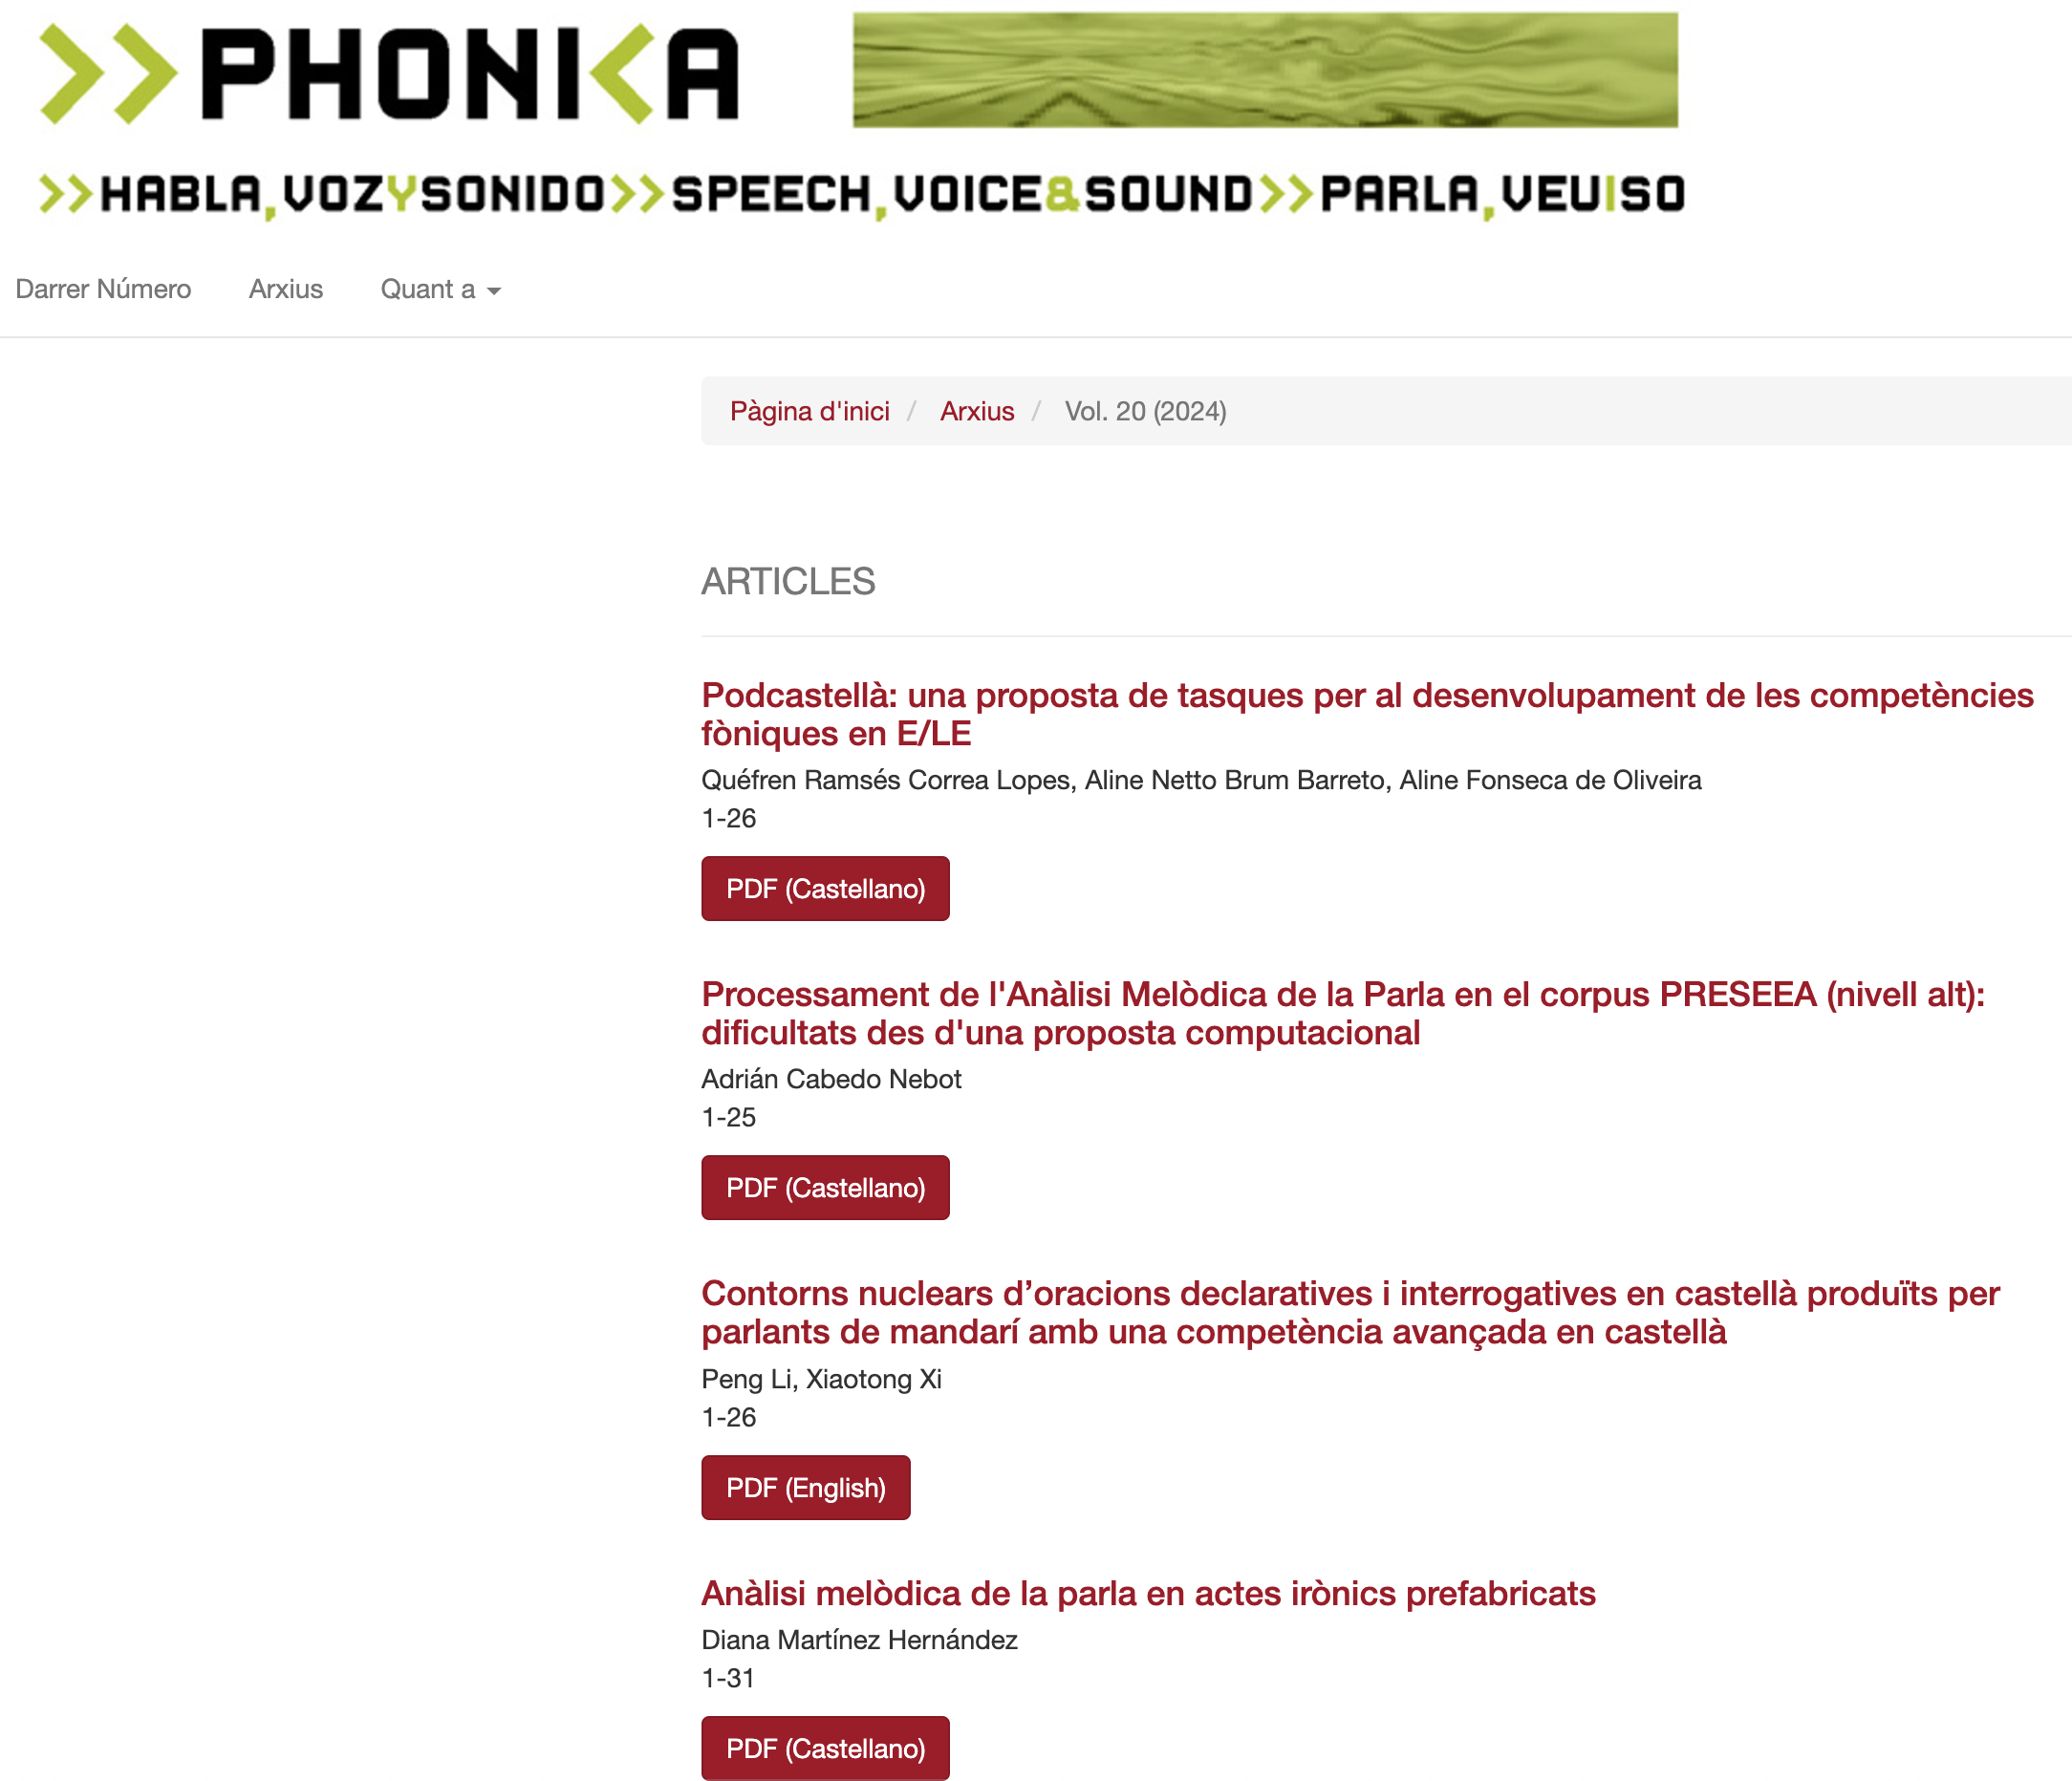 >>PHONIKA
>>HABLA,VOZYSONIDO>>SPEECH,VOICE&SOUND>>PARLA,VEUISO
Darrer Número Arxius Quant a
Pàgina d'inici / Arxius / Vol. 20 (2024)
ARTICLES
Podcastellà: una proposta de tasques per al desenvolupament de les competències
fòniques en E/LE
Quéfren Ramsés Correa Lopes, Aline Netto Brum Barreto, Aline Fonseca de Oliveira
1-26
PDF (Castellano)
Processament de l'Anàlisi Melòdica de la Parla en el corpus PRESEEA (nivell alt):
dificultats des d'una proposta computacional
Adrián Cabedo Nebot
1-25
PDF (Castellano)
Contorns nuclears d’oracions declaratives i interrogatives en castellà produïts per
parlants de mandarí amb una competència avançada en castellà
Peng Li, Xiaotong Xi
1-26
PDF (English)
Anàlisi melòdica de la parla en actes irònics prefabricats
Diana Martínez Hernández
1-31
PDF (Castellano)